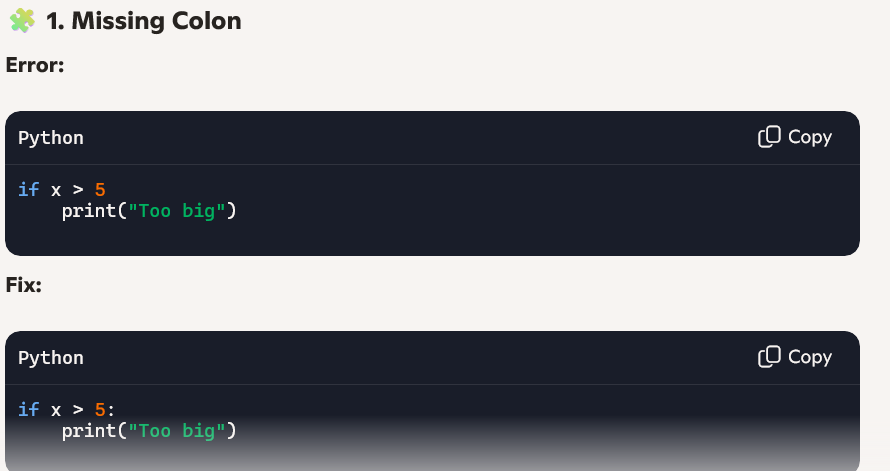 🧩 1. Missing Colon
Error:
Python Copy
if x > 5
    print("Too big")
Fix:
Python Copy
if x > 5:
    print("Too big")